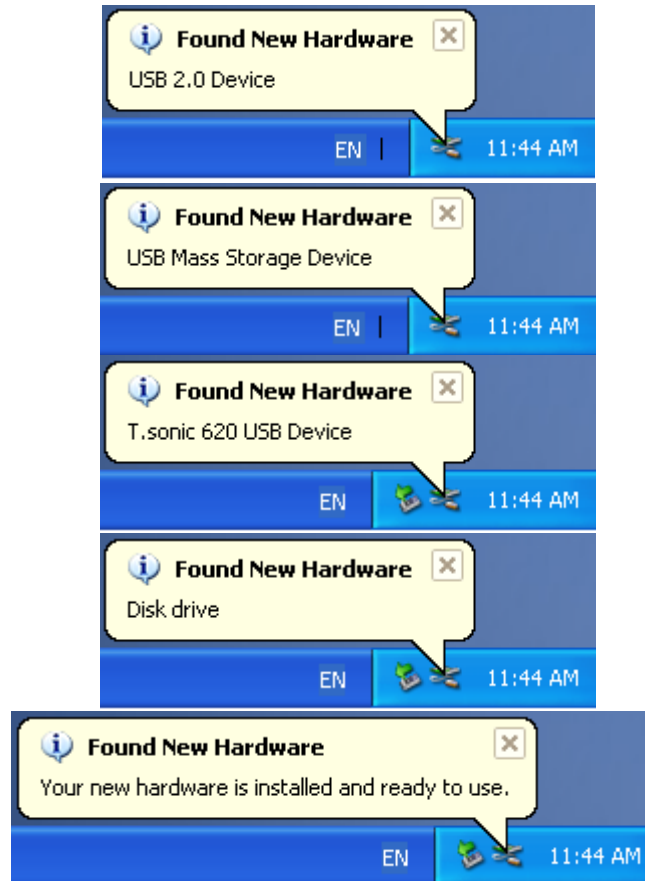 Found New Hardware
USB 2.0 Device
EN 11:44 AM
Found New Hardware
USB Mass Storage Device
EN 11:44 AM
Found New Hardware
T.sonic 620 USB Device
EN 11:44 AM
Found New Hardware
Disk drive
EN 11:44 AM
Found New Hardware
Your new hardware is installed and ready to use.
EN 11:44 AM